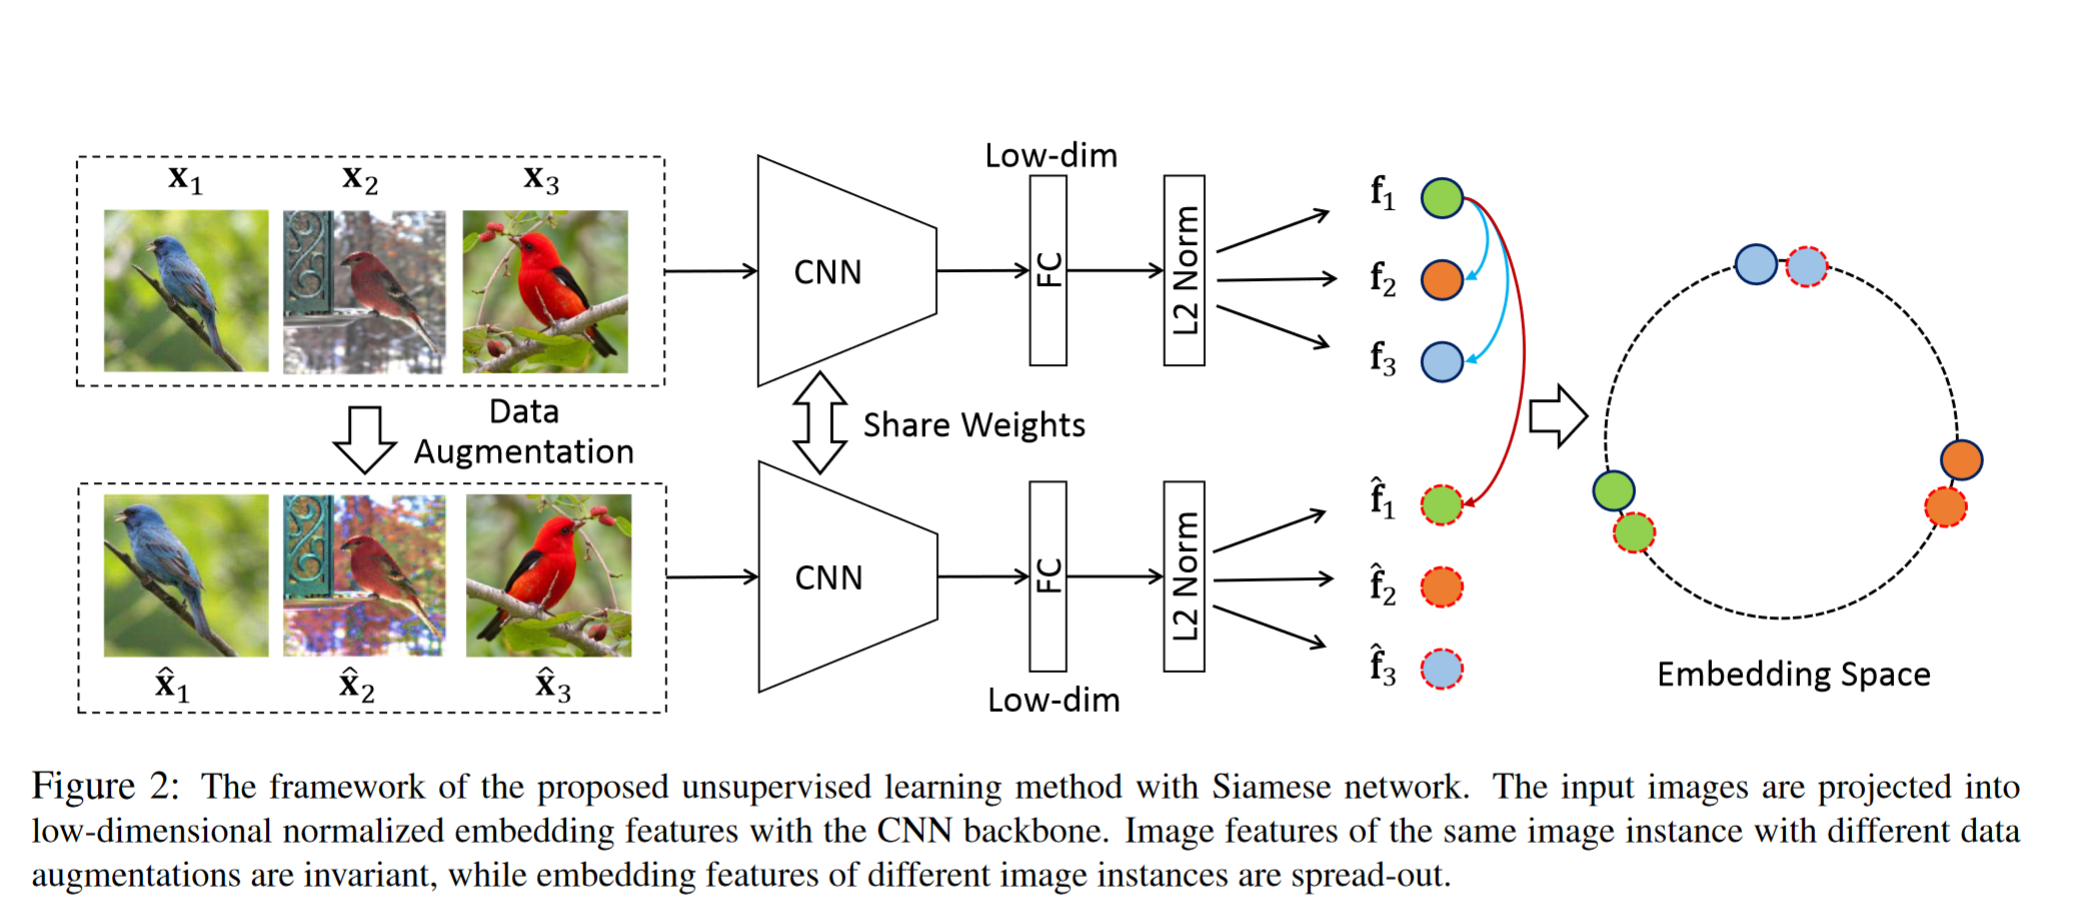 x₁ x₂ x₃
Data
Augmentation
x̂₁ x̂₂ x̂₃
CNN
Share Weights
CNN
Low-dim
FC
L2 Norm
FC
L2 Norm
Low-dim
f₁
f₂
f₃
f̂₁
f̂₂
f̂₃
Embedding Space
Figure 2: The framework of the proposed unsupervised learning method with Siamese network. The input images are projected into
low-dimensional normalized embedding features with the CNN backbone. Image features of the same image instance with different data
augmentations are invariant, while embedding features of different image instances are spread-out.